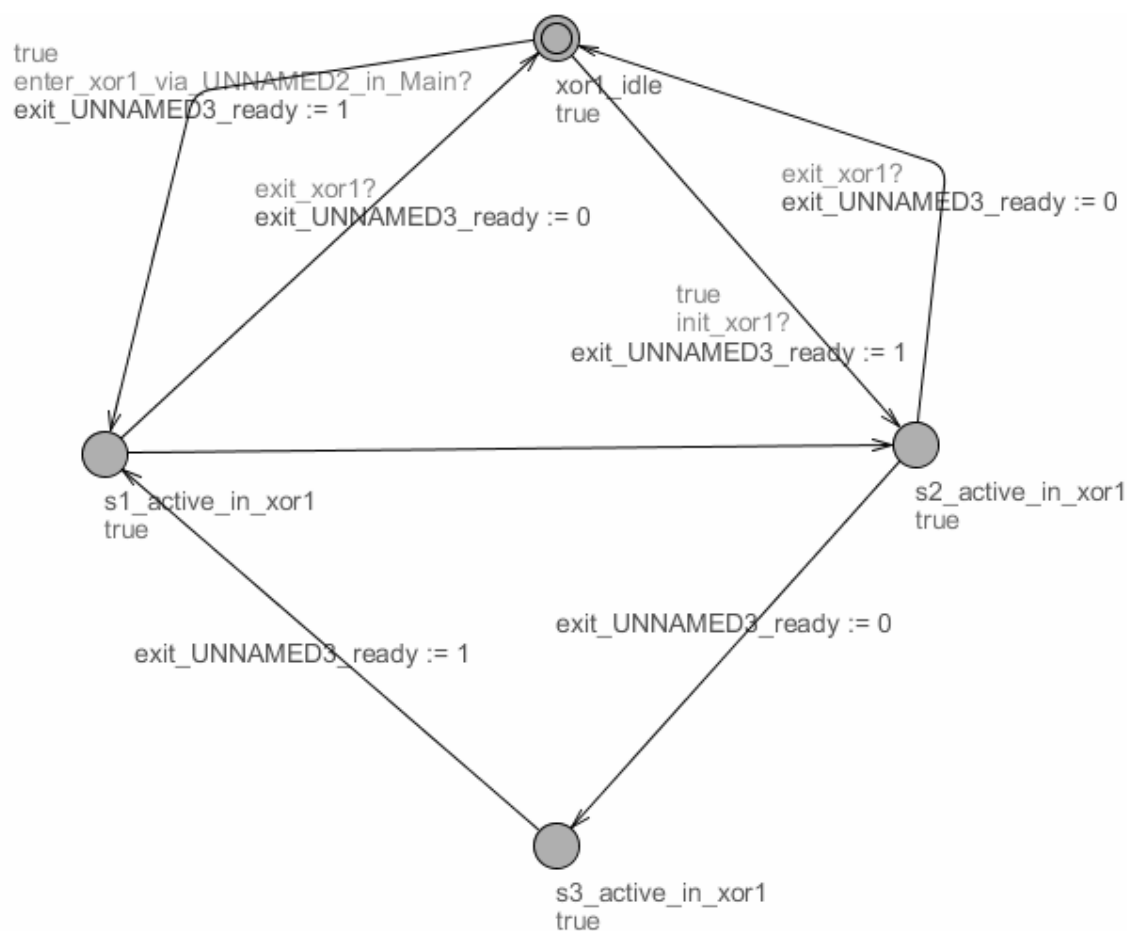 true
enter_xor1_via_UNNAMED2_in_Main?
exit_UNNAMED3_ready := 1
xor1_idle
true
exit_xor1?
exit_UNNAMED3_ready := 0
exit_xor1?
exit_UNNAMED3_ready := 0
true
init_xor1?
exit_UNNAMED3_ready := 1
s1_active_in_xor1
true
s2_active_in_xor1
true
exit_UNNAMED3_ready := 1
exit_UNNAMED3_ready := 0
s3_active_in_xor1
true